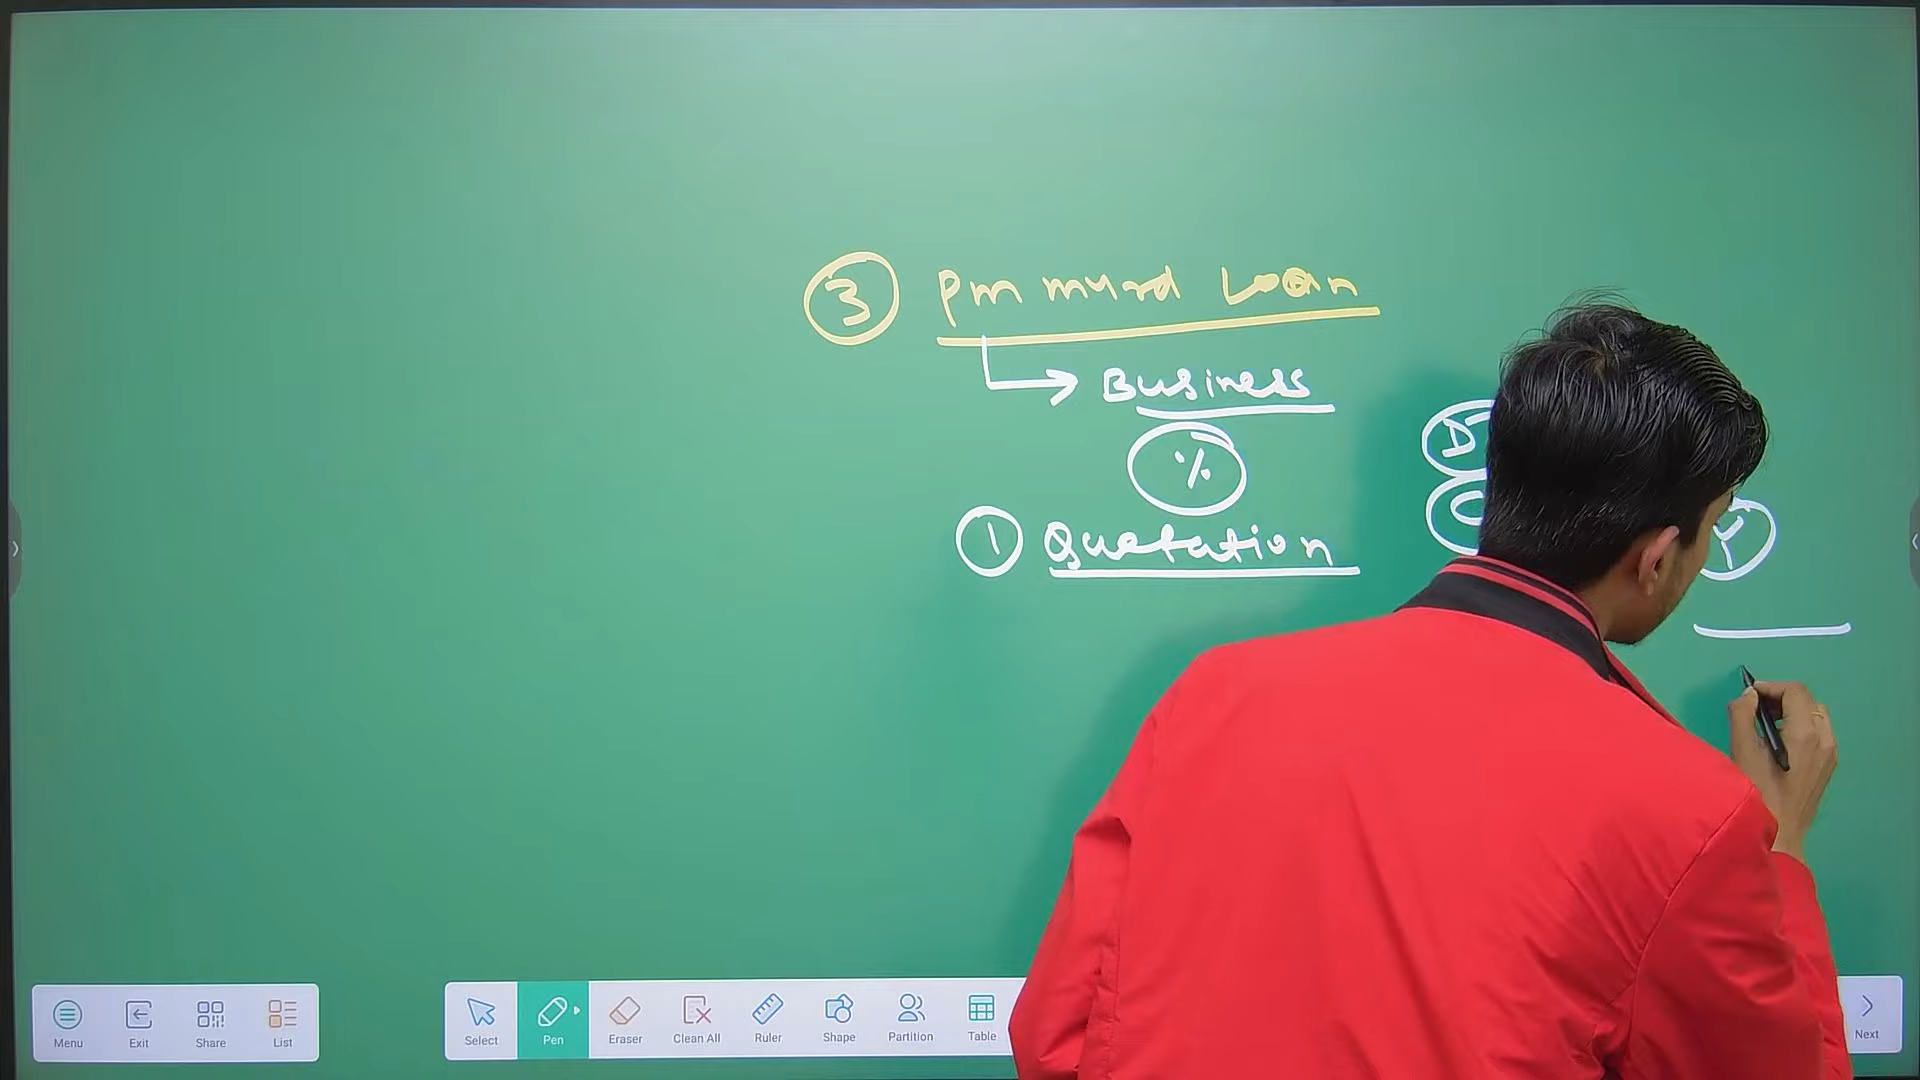 ③ Pm murd Loan
Business
%
① Quotation
D
C
Y
Menu Exit Share List
Select Pen Eraser Clean All Ruler Shape Partition Table
Next